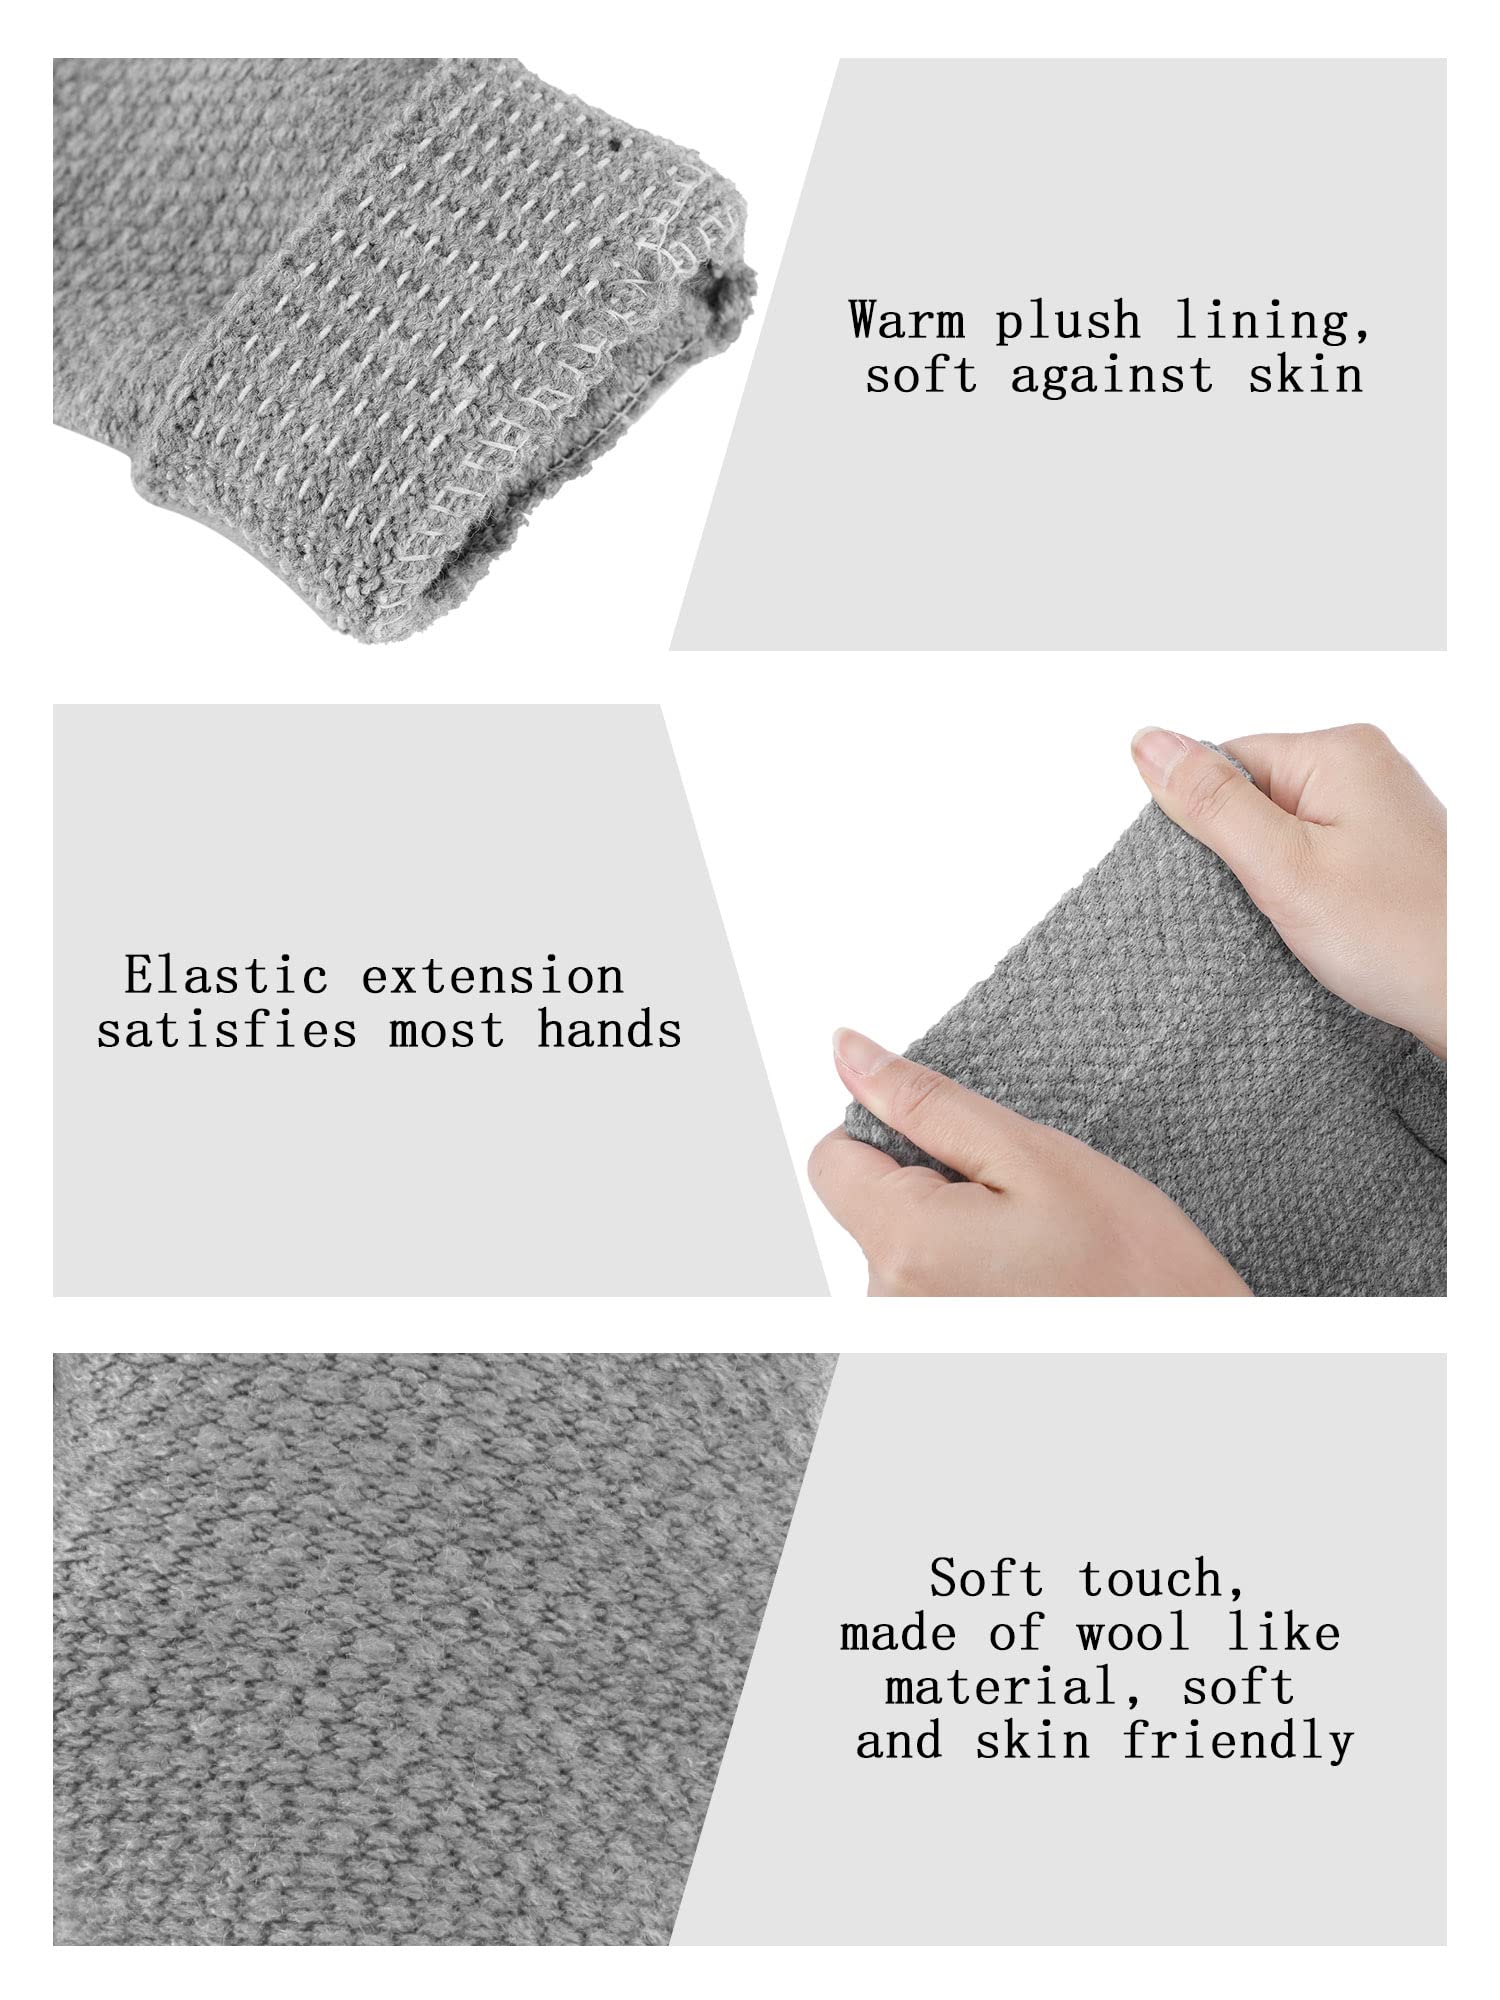 Warm plush lining,
soft against skin
Elastic extension
satisfies most hands
Soft touch,
made of wool like
material, soft
and skin friendly